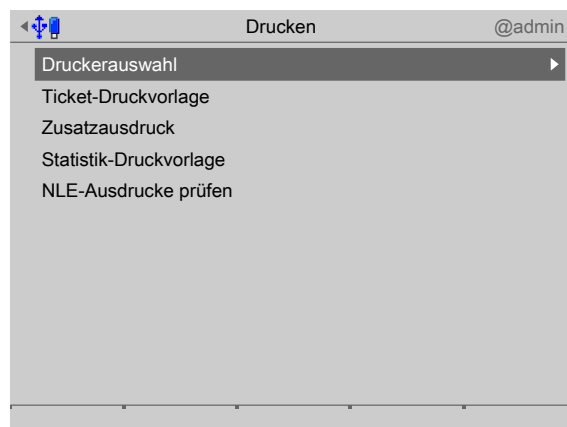 Drucken @admin
Druckerauswahl
Ticket-Druckvorlage
Zusatzausdruck
Statistik-Druckvorlage
NLE-Ausdrucke prüfen